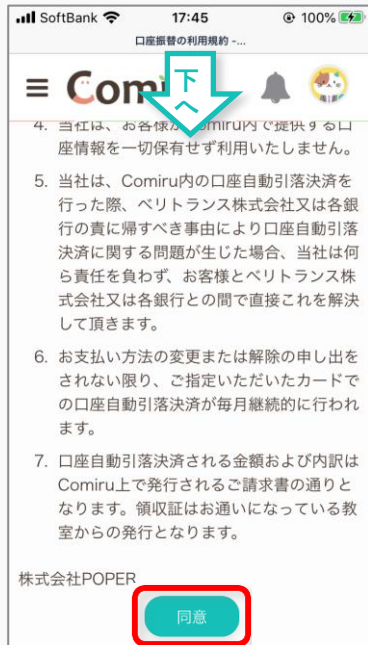 SoftBank 17:45 100%
口座振替の利用規約 -...
Comi
下
へ
4. 当社は、お客様がComiru内で提供する口
座情報を一切保有せず利用いたしません。
5. 当社は、Comiru内の口座自動引落決済を
行った際、ベリトランス株式会社又は各銀
行の責に帰すべき事由により口座自動引落
決済に関する問題が生じた場合、当社は何
ら責任を負わず、お客様とベリトランス株
式会社又は各銀行との間で直接これを解決
して頂きます。
6. お支払い方法の変更または解除の申し出を
されない限り、ご指定いただいたカードで
の口座自動引落決済が毎月継続的に行われ
ます。
7. 口座自動引落決済される金額および内訳は
Comiru上で発行されるご請求書の通りと
なります。領収証はお通いになっている教
室からの発行となります。
株式会社POPER
同意